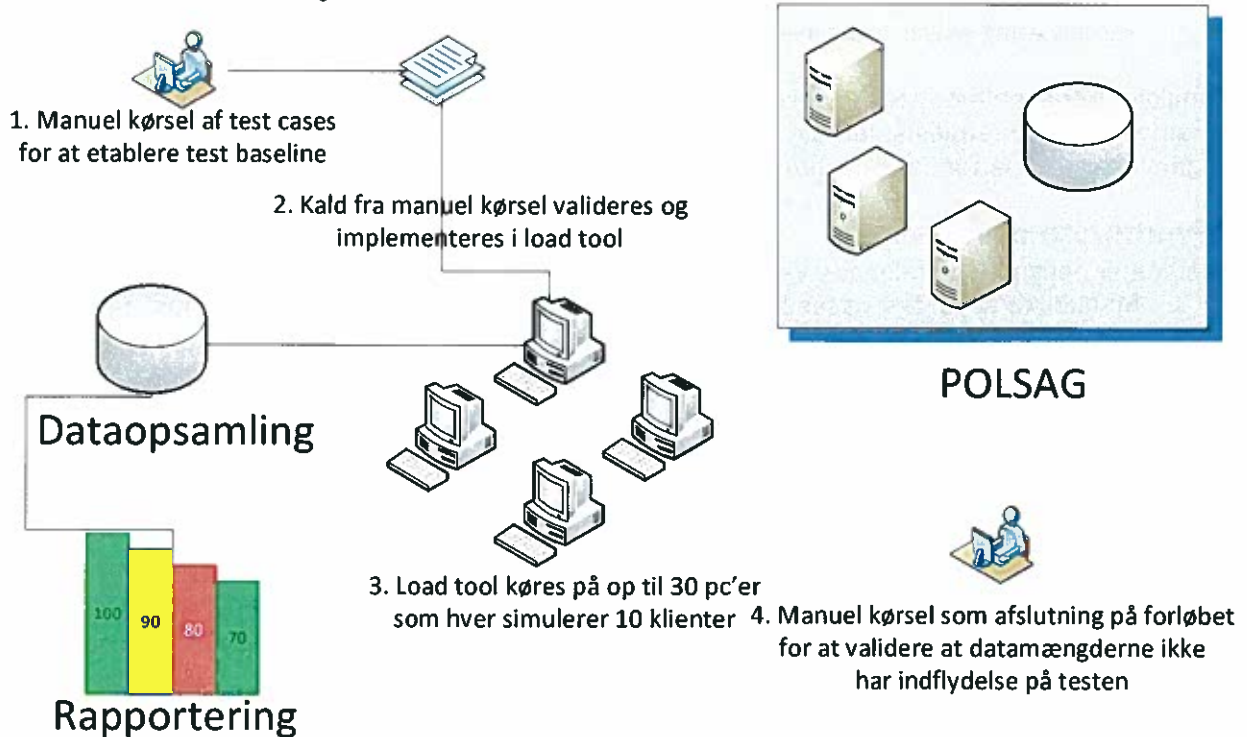 1. Manuel kørsel af test cases
for at etablere test baseline
2. Kald fra manuel kørsel valideres og
implementeres i load tool
POLSAG
Dataopsamling
3. Load tool køres på op til 30 pc'er
som hver simulerer 10 klienter
4. Manuel kørsel som afslutning på forløbet
for at validere at datamængderne ikke
har indflydelse på testen
100
90
80
70
Rapportering